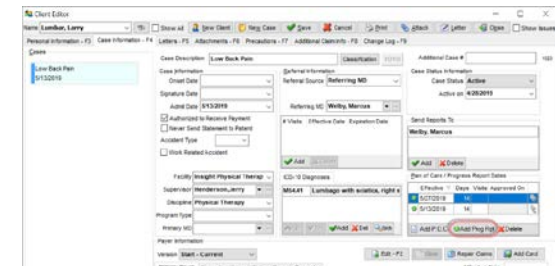 Client Editor
Name Lumbar, Larry Show All New Client New Case Save Cancel Print Attach Letter Close Show Issues
Personal Information - F3 Case Information - F4 Letters - F5 Attachments - F6 Precautions - F7 Additional Claim Info - F8 Change Log - F9
Cases
Low Back Pain
5/13/2019
Case Description Low Back Pain Classification Additional Case #
Case Information
Onset Date
Signature Date
Admit Date 5/13/2019
Authorized to Receive Payment
Never Send Statement to Patient
Accident Type
Work Related Accident
Referral Information
Referral Source Referring MD
Referring MD Welby, Marcus
# Visits Effective Date Expiration Date
Add
Case Status Information
Case Status Active
Active on 4/25/2019
Send Reports To
Welby, Marcus
Add Delete
Facility Insight Physical Therap
Supervisor Henderson, Jerry
Discipline Physical Therapy
Program Type
Primary MD
ICD-10 Diagnoses
M54.41 Lumbago with sciatica, right s
Add Del
Plan of Care / Progress Report Dates
Effective Days Visits Approved On
5/27/2019 14
5/13/2019 14
Add P.O.C. Add Prog Rpt Delete
Payer Information
Version Start - Current Edit - F2 Repair Claims Add Card